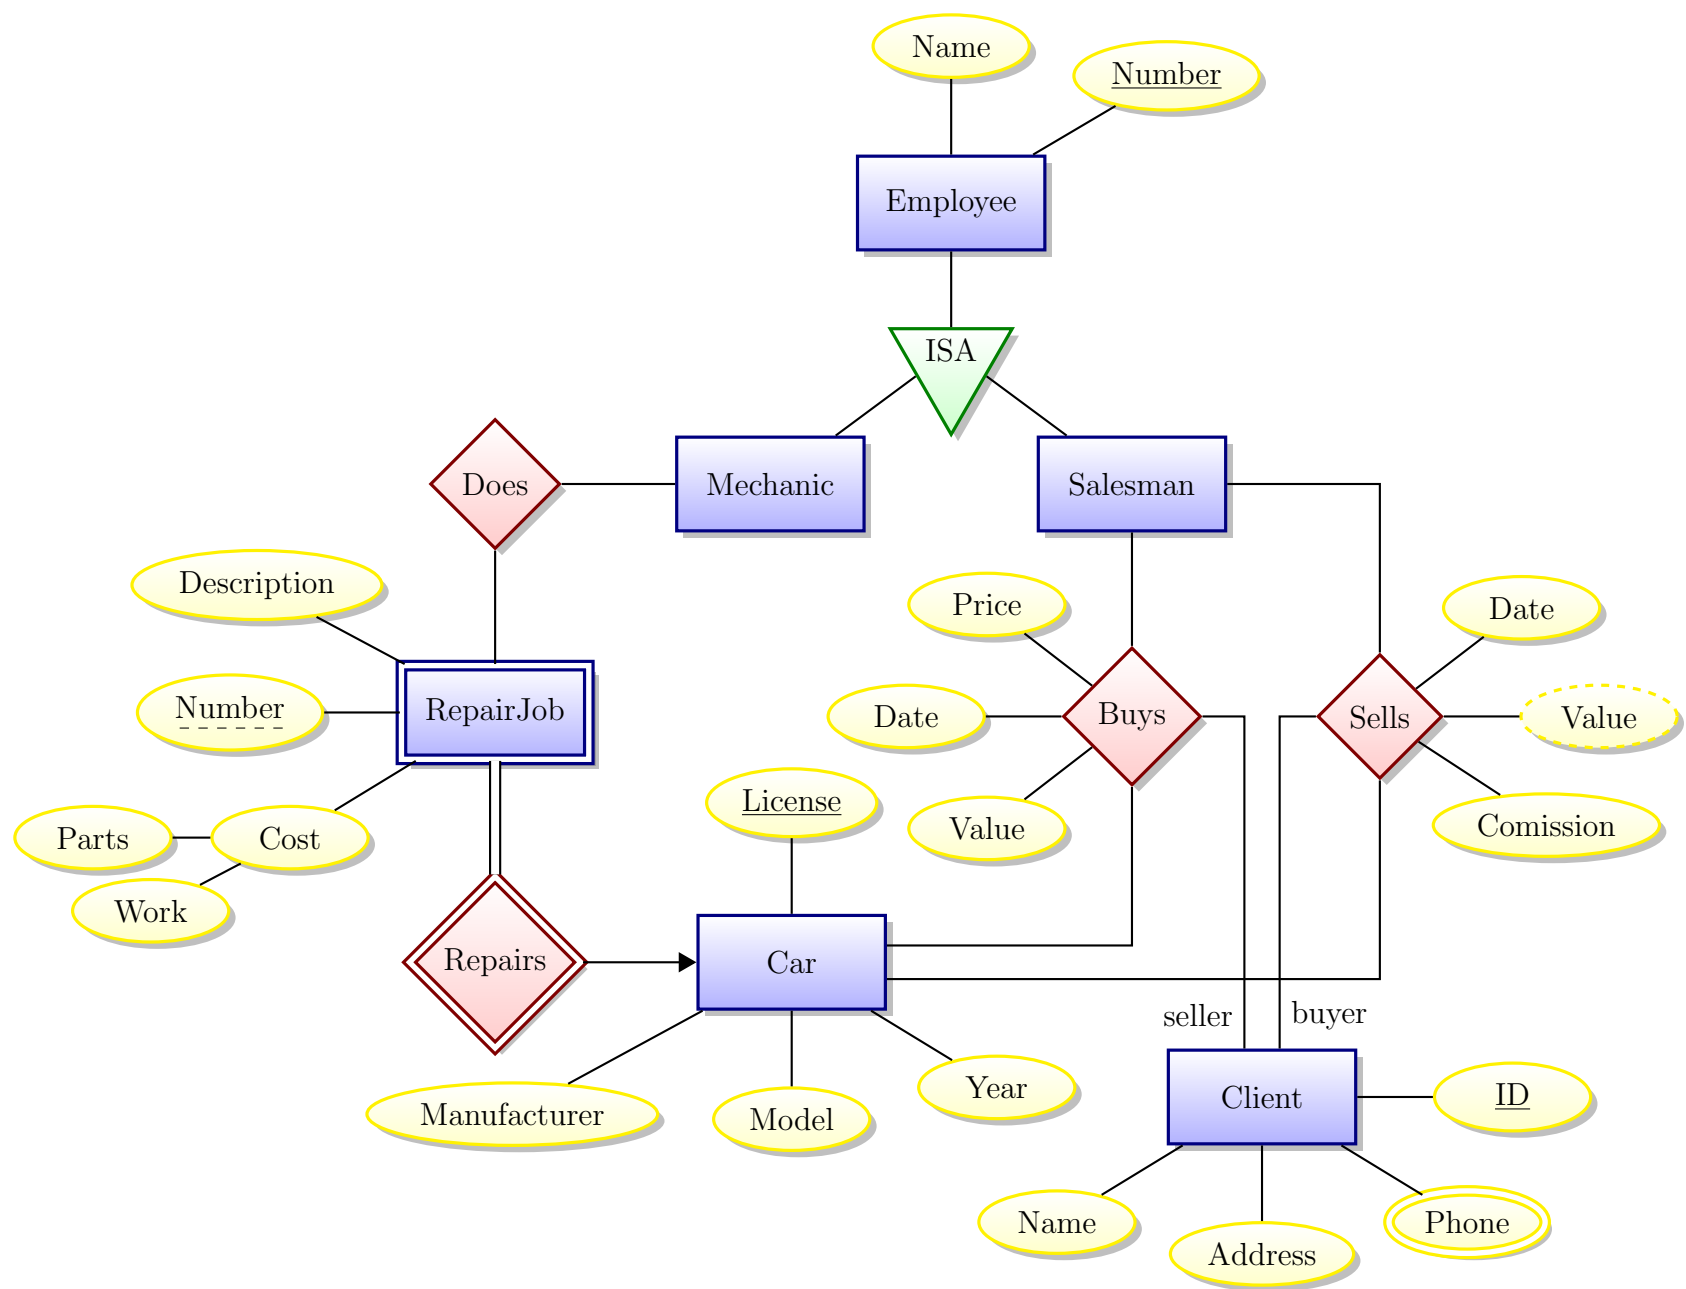 Name
Number
Employee
ISA
Does
Mechanic
Salesman
Description
Price
Date
Number
RepairJob
Date
Buys
Sells
Value
License
Value
Comission
Parts
Cost
Work
Repairs
Car
seller
buyer
Manufacturer
Model
Year
Client
ID
Name
Address
Phone